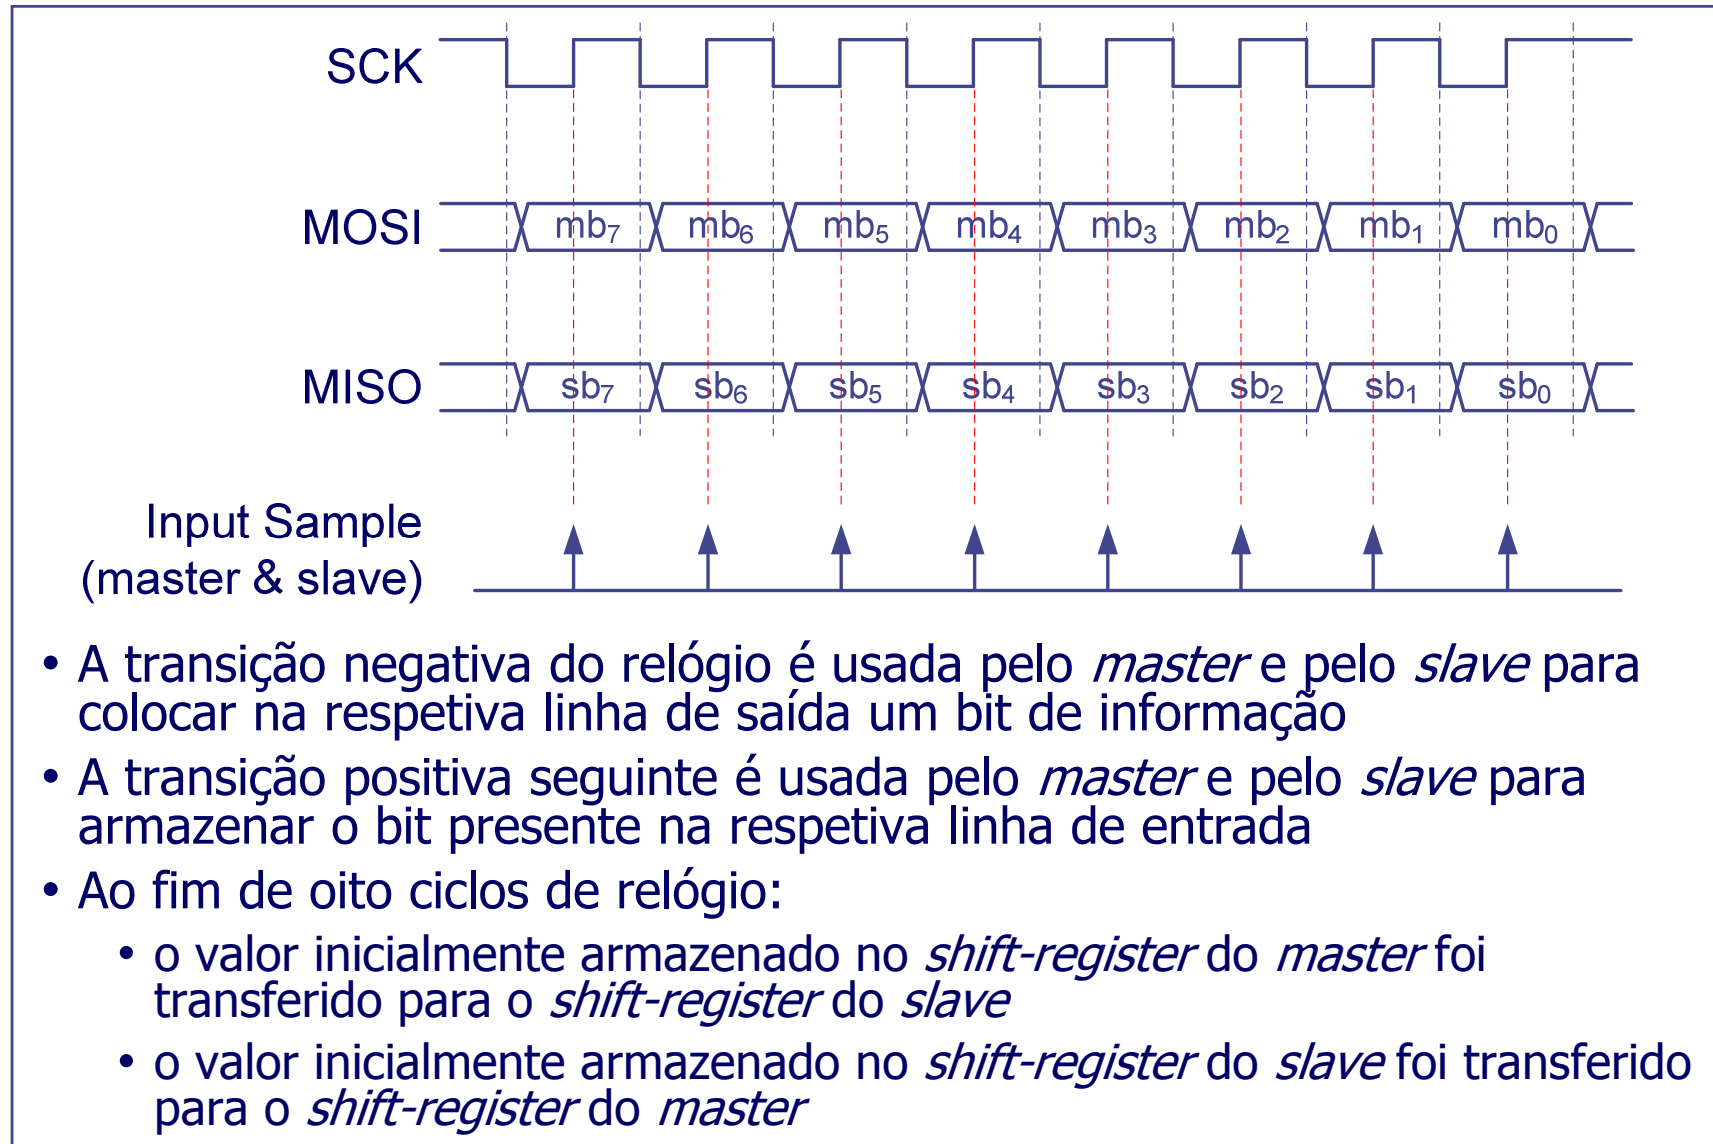 SCK
MOSI mb7 mb6 mb5 mb4 mb3 mb2 mb1 mb0
MISO sb7 sb6 sb5 sb4 sb3 sb2 sb1 sb0
Input Sample
(master & slave)
• A transição negativa do relógio é usada pelo master e pelo slave para
colocar na respetiva linha de saída um bit de informação
• A transição positiva seguinte é usada pelo master e pelo slave para
armazenar o bit presente na respetiva linha de entrada
• Ao fim de oito ciclos de relógio:
• o valor inicialmente armazenado no shift-register do master foi
transferido para o shift-register do slave
• o valor inicialmente armazenado no shift-register do slave foi transferido
para o shift-register do master